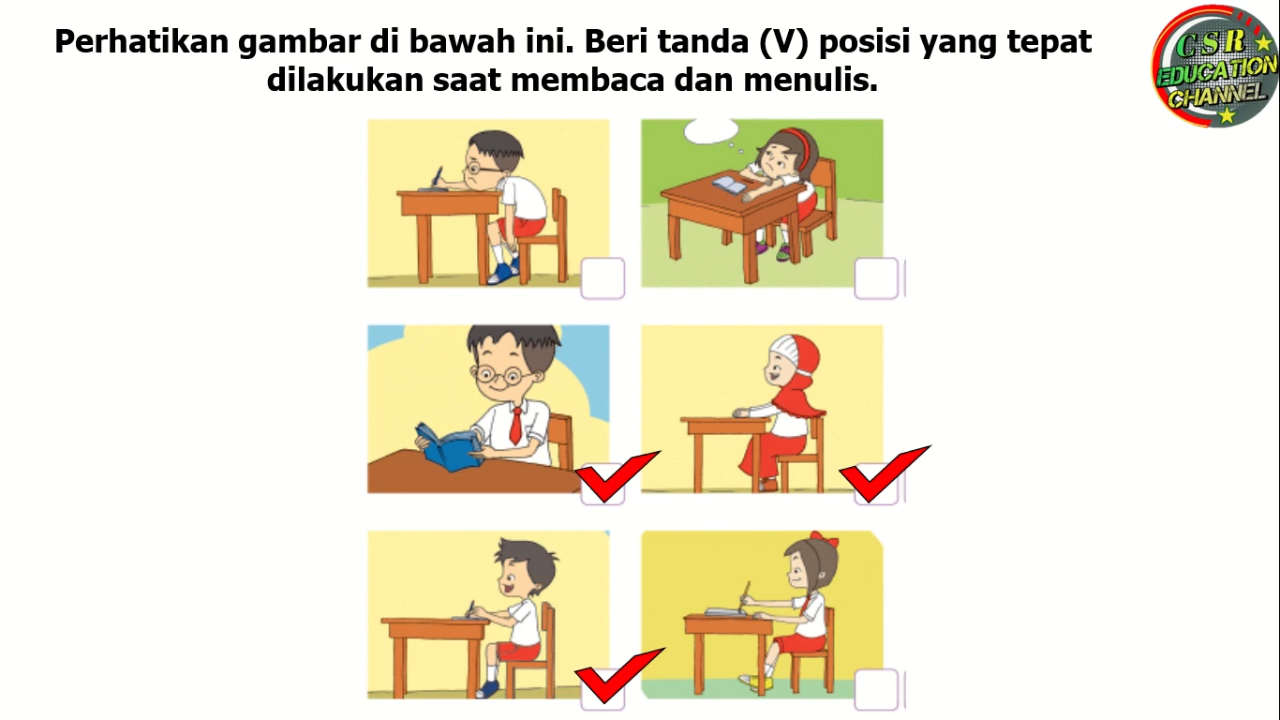 Perhatikan gambar di bawah ini. Beri tanda (V) posisi yang tepat
dilakukan saat membaca dan menulis.
CSR
EDUCATION
CHANNEL